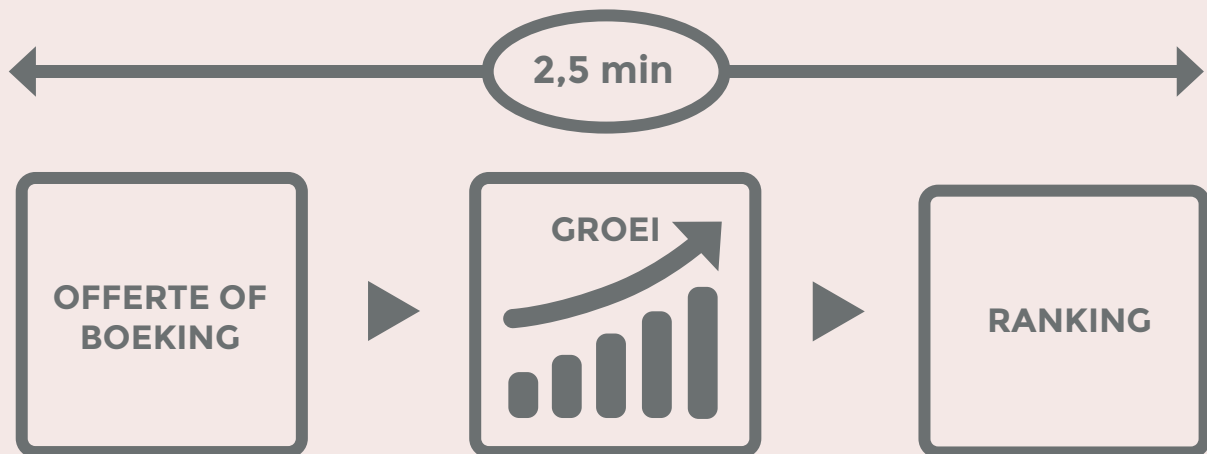 2,5 min
GROEI
OFFERTE OF
BOEKING
RANKING